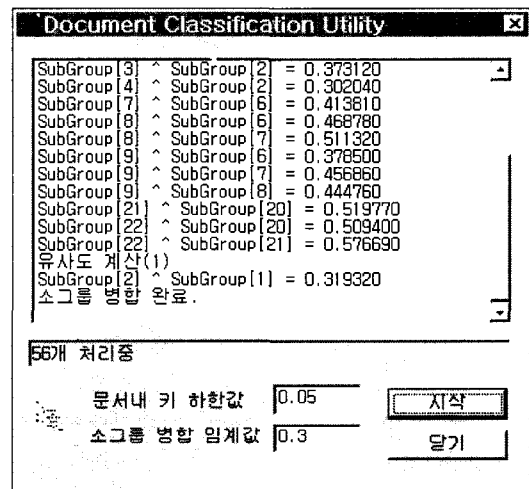 Document Classification Utility
SubGroup[3] ^ SubGroup[2] = 0.373120
SubGroup[4] ^ SubGroup[2] = 0.302040
SubGroup[7] ^ SubGroup[6] = 0.413810
SubGroup[8] ^ SubGroup[6] = 0.468780
SubGroup[8] ^ SubGroup[7] = 0.511320
SubGroup[9] ^ SubGroup[6] = 0.378500
SubGroup[9] ^ SubGroup[7] = 0.456860
SubGroup[9] ^ SubGroup[8] = 0.444760
SubGroup[21] ^ SubGroup[20] = 0.519770
SubGroup[22] ^ SubGroup[20] = 0.509400
SubGroup[22] ^ SubGroup[21] = 0.576690
유사도 계산(1)
SubGroup[2] ^ SubGroup[1] = 0.319320
소그룹 병합 완료.
56개 처리중
문서내 키 하한값 0.05 시작
소그룹 병합 임계값 0.3 닫기